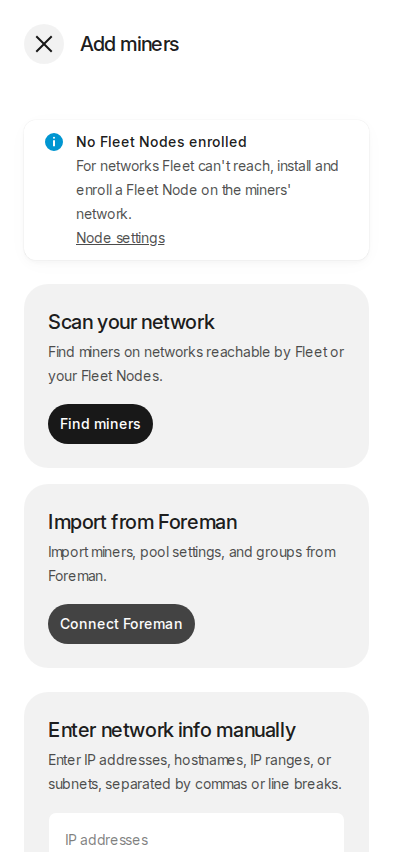 Add miners
No Fleet Nodes enrolled
For networks Fleet can't reach, install and
enroll a Fleet Node on the miners'
network.
Node settings
Scan your network
Find miners on networks reachable by Fleet or
your Fleet Nodes.
Find miners
Import from Foreman
Import miners, pool settings, and groups from
Foreman.
Connect Foreman
Enter network info manually
Enter IP addresses, hostnames, IP ranges, or
subnets, separated by commas or line breaks.
IP addresses